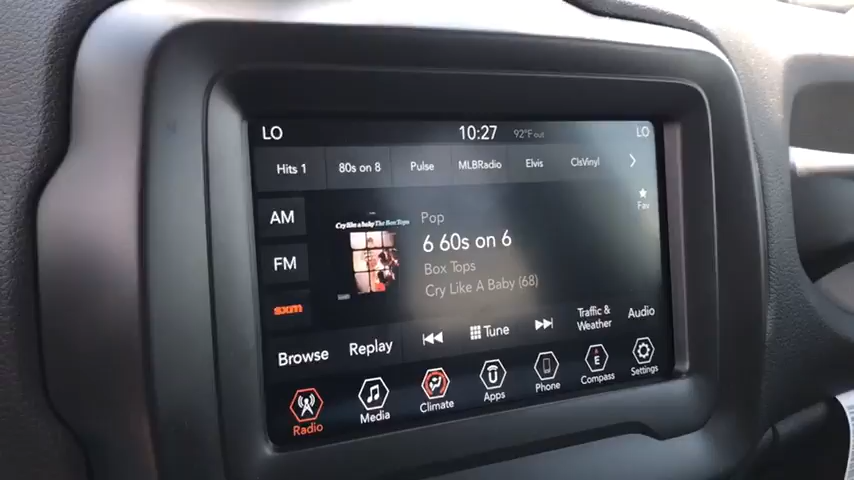 LO 10:27 92°F out LO
Hits 1 80s on 8 Pulse MLBRadio Elvis ClsVinyl
AM
FM
sxm
Cry like a baby The Box Tops
Pop
6 60s on 6
Box Tops
Cry Like A Baby (68)
Fav
Browse Replay Tune
Traffic &
Weather
Audio
Radio Media Climate Apps Phone Compass Settings
U
E